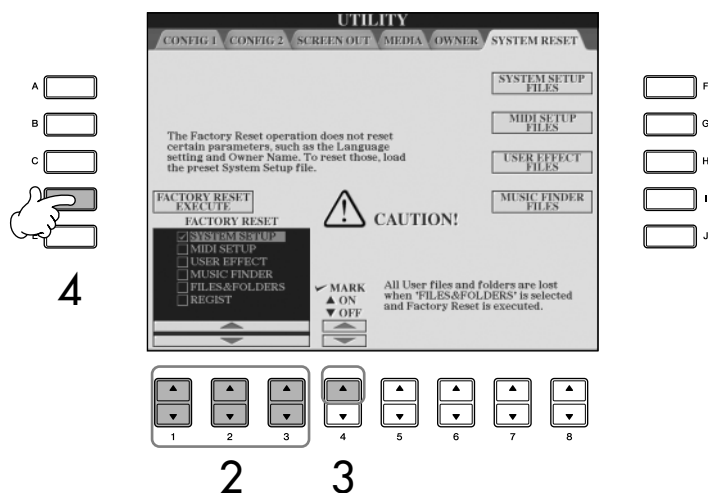 UTILITY
CONFIG 1 CONFIG 2 SCREEN OUT MEDIA OWNER SYSTEM RESET
SYSTEM SETUP
FILES
MIDI SETUP
FILES
USER EFFECT
FILES
MUSIC FINDER
FILES
The Factory Reset operation does not reset
certain parameters, such as the Language
setting and Owner Name. To reset those, load
the preset System Setup file.
FACTORY RESET
EXECUTE
FACTORY RESET
SYSTEM SETUP
MIDI SETUP
USER EFFECT
MUSIC FINDER
FILES&FOLDERS
REGIST
CAUTION!
MARK
▲ ON
▼ OFF
All User files and folders are lost
when "FILES&FOLDERS" is selected
and Factory Reset is executed.
A
B
C
E
F
G
H
I
J
4
1 2 3 4 5 6 7 8
2 3